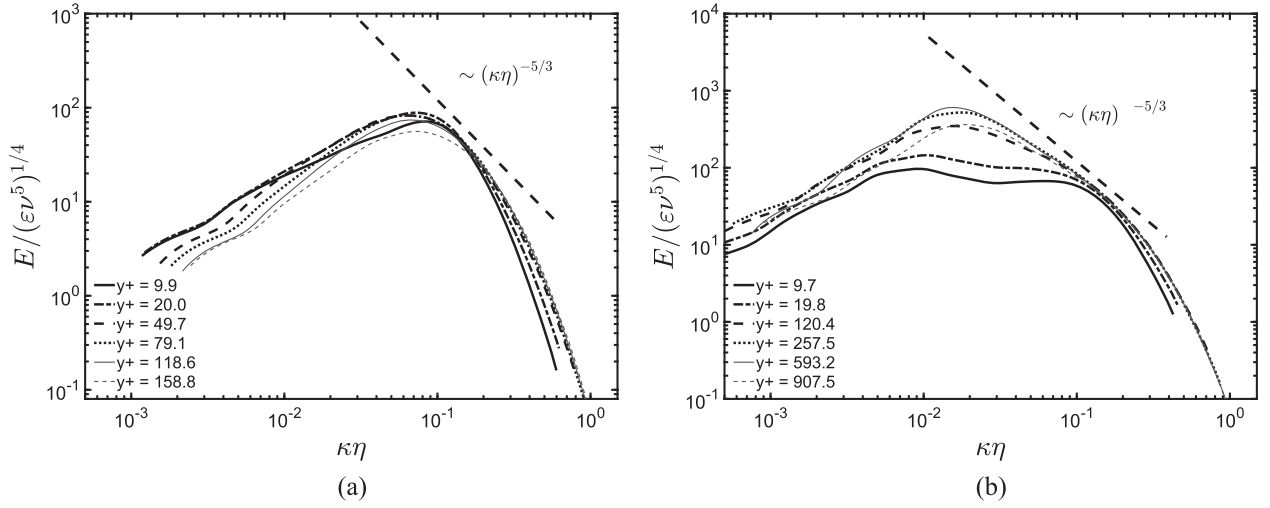 10^3
10^2
10^1
10^0
10^-1
E/(εν^5)^1/4
∼ (κη)^−5/3
y+ = 9.9
y+ = 20.0
y+ = 49.7
y+ = 79.1
y+ = 118.6
y+ = 158.8
10^-3
10^-2
10^-1
10^0
κη
(a)
10^4
10^3
10^2
10^1
10^0
10^-1
E/(εν^5)^1/4
∼ (κη) ^−5/3
y+ = 9.7
y+ = 19.8
y+ = 120.4
y+ = 257.5
y+ = 593.2
y+ = 907.5
10^-3
10^-2
10^-1
10^0
κη
(b)